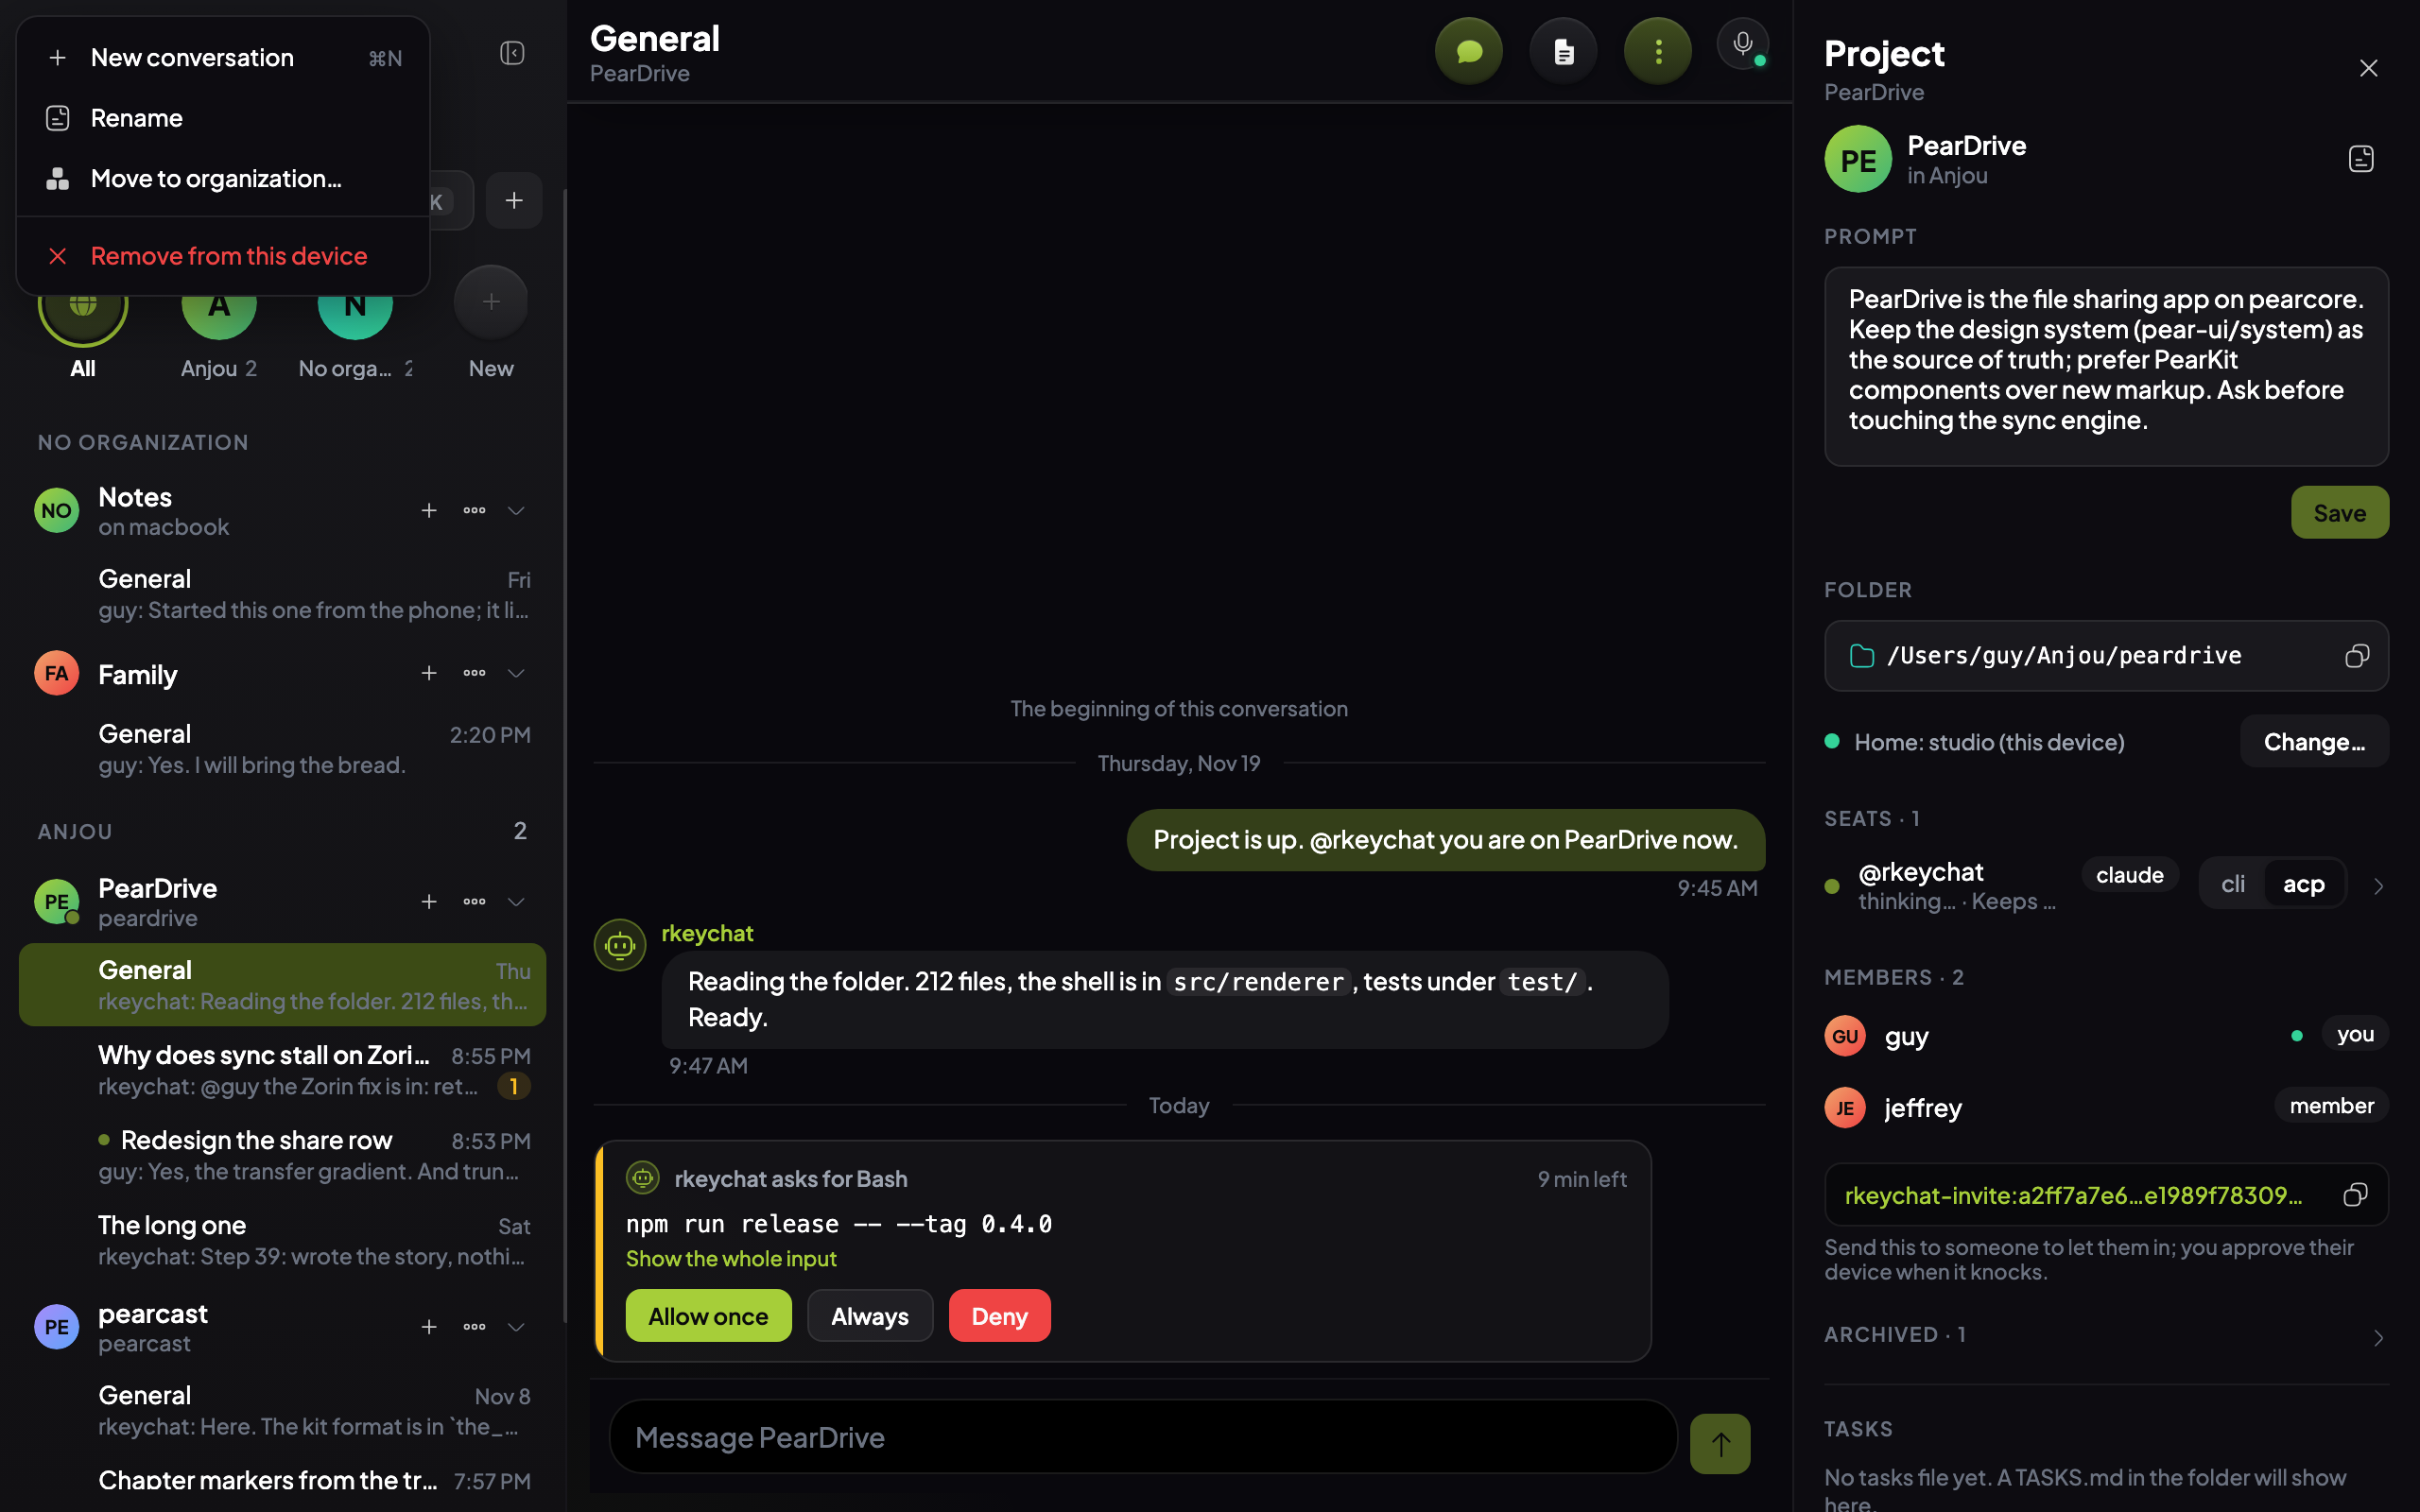 New conversation ⌘N
Rename
Move to organization…
K
Remove from this device
A
N
All
Anjou 2
No orga… 2
New
NO ORGANIZATION
NO
Notes
on macbook
General Fri
guy: Started this one from the phone; it li…
FA
Family
General 2:20 PM
guy: Yes. I will bring the bread.
ANJOU 2
PE
PearDrive
peardrive
General Thu
rkeychat: Reading the folder. 212 files, th…
Why does sync stall on Zori… 8:55 PM
rkeychat: @guy the Zorin fix is in: ret… 1
Redesign the share row 8:53 PM
guy: Yes, the transfer gradient. And trun…
The long one Sat
rkeychat: Step 39: wrote the story, nothi…
PE
pearcast
pearcast
General Nov 8
rkeychat: Here. The kit format is in `the_…
Chapter markers from the tr… 7:57 PM
General
PearDrive
The beginning of this conversation
Thursday, Nov 19
Project is up. @rkeychat you are on PearDrive now.
9:45 AM
rkeychat
Reading the folder. 212 files, the shell is in src/renderer, tests under test/.
Ready.
9:47 AM
Today
rkeychat asks for Bash 9 min left
npm run release -- --tag 0.4.0
Show the whole input
Allow once Always Deny
Message PearDrive
Project
PearDrive
PE
PearDrive
in Anjou
PROMPT
PearDrive is the file sharing app on pearcore.
Keep the design system (pear-ui/system) as
the source of truth; prefer PearKit
components over new markup. Ask before
touching the sync engine.
Save
FOLDER
/Users/guy/Anjou/peardrive
Home: studio (this device) Change…
SEATS · 1
@rkeychat claude cli acp
thinking… · Keeps …
MEMBERS · 2
GU guy you
JE jeffrey member
rkeychat-invite:a2ff7a7e6…e1989f78309…
Send this to someone to let them in; you approve their
device when it knocks.
ARCHIVED · 1
TASKS
No tasks file yet. A TASKS.md in the folder will show
here.